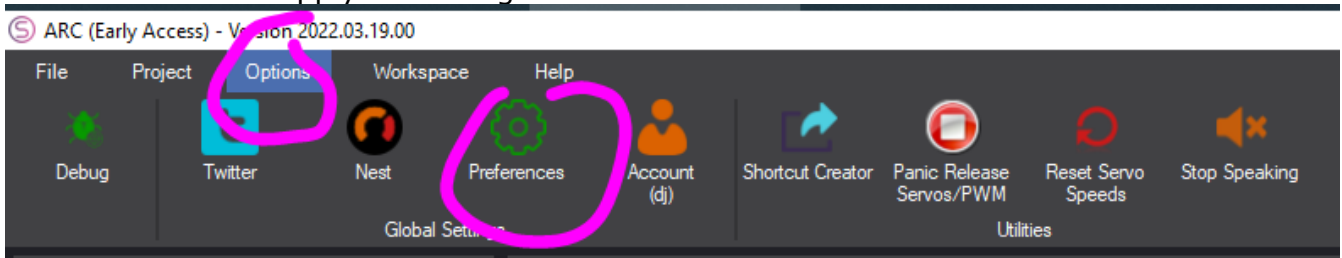 ARC (Early Access) - Version 2022.03.19.00
File Project Options Workspace Help
Debug Twitter Nest Preferences Account (dj) Shortcut Creator Panic Release Servos/PWM Reset Servo Speeds Stop Speaking
Global Settings Utilities